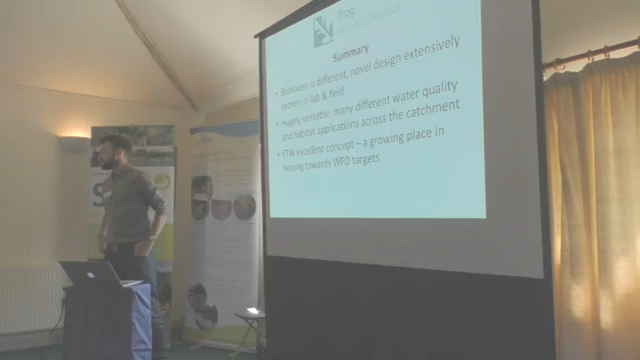 frog
environmental
Summary
• BioHaven is different, novel design extensively
proven in lab & field
• Hugely versatile, many different water quality
and habitat applications across the catchment
• FTW excellent concept – a growing place in
helping towards WFD targets